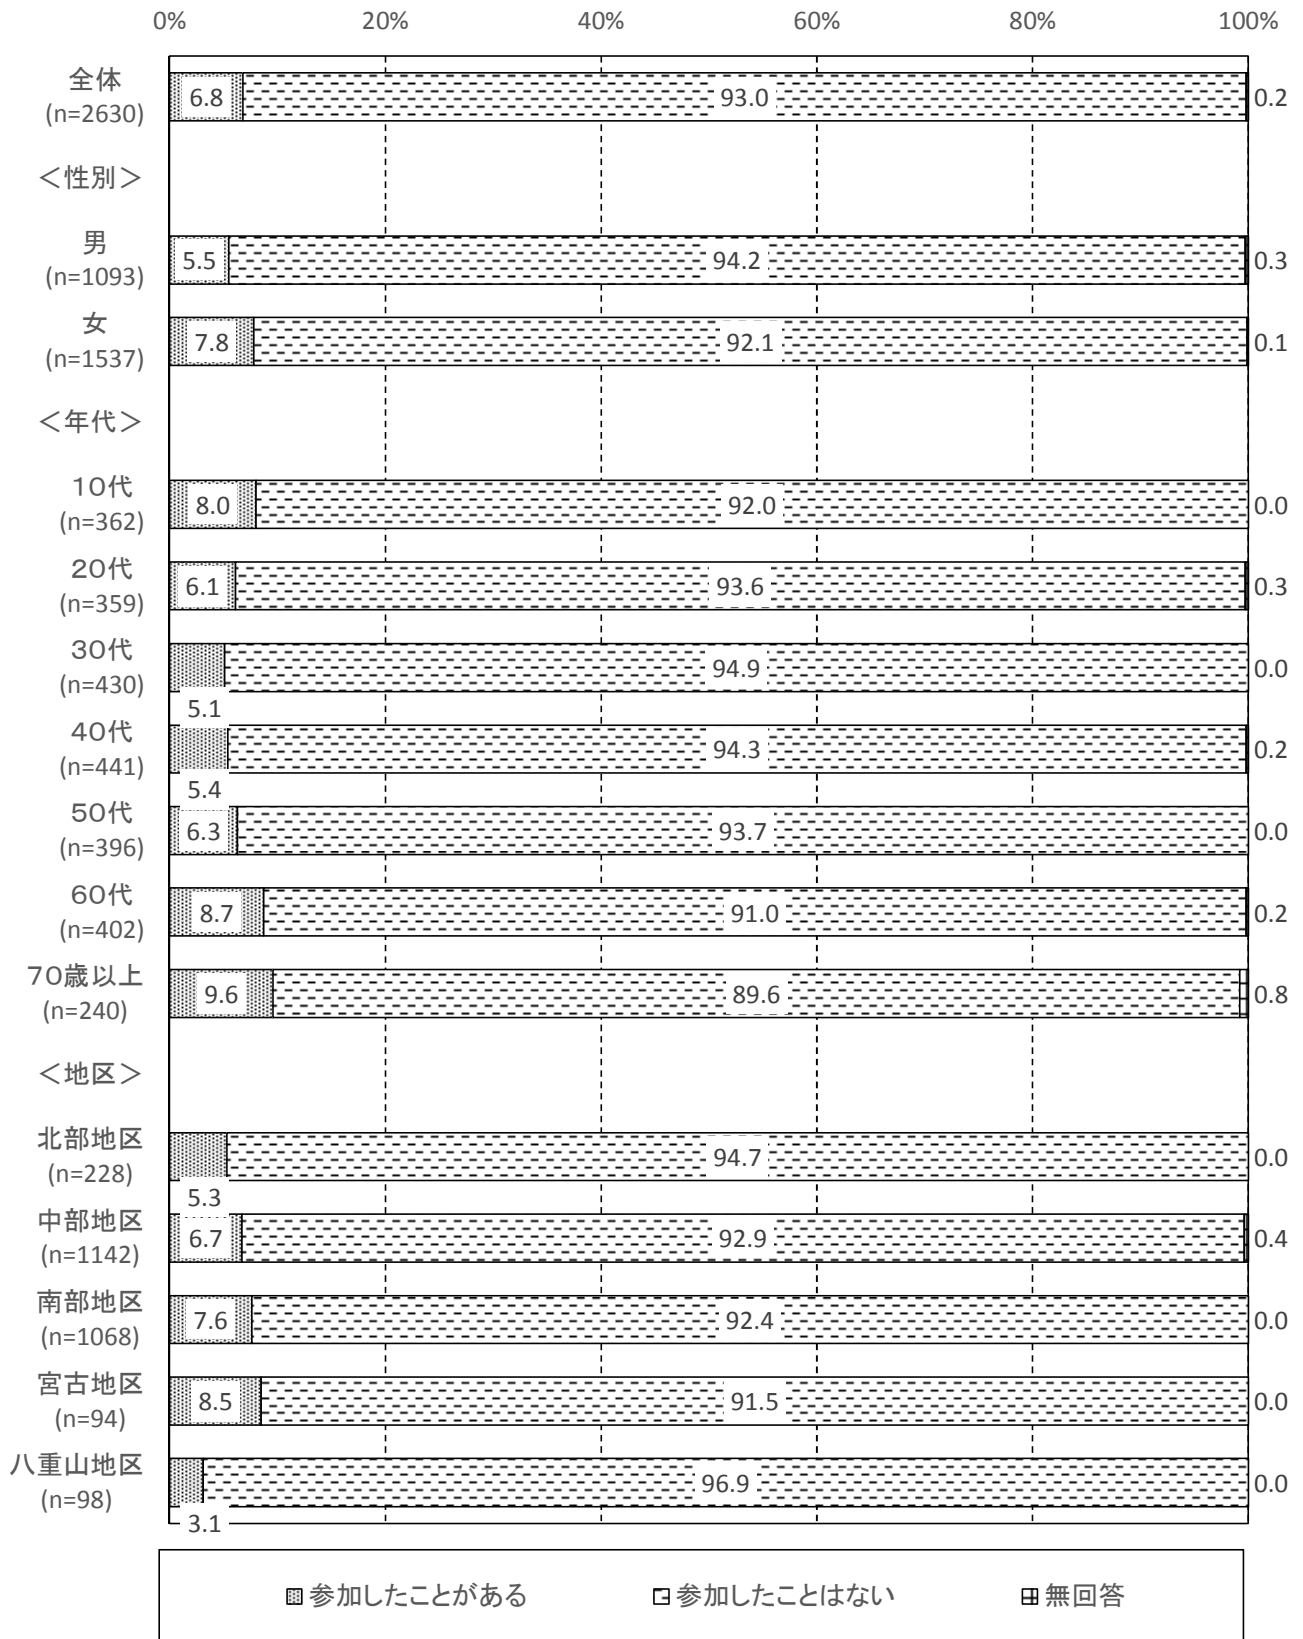 0% 20% 40% 60% 80% 100%
全体
(n=2630)
6.8 93.0 0.2
＜性別＞
男
(n=1093)
5.5 94.2 0.3
女
(n=1537)
7.8 92.1 0.1
＜年代＞
10代
(n=362)
8.0 92.0 0.0
20代
(n=359)
6.1 93.6 0.3
30代
(n=430)
94.9 0.0
5.1
40代
(n=441)
94.3 0.2
5.4
50代
(n=396)
6.3 93.7 0.0
60代
(n=402)
8.7 91.0 0.2
70歳以上
(n=240)
9.6 89.6 0.8
＜地区＞
北部地区
(n=228)
94.7 0.0
5.3
中部地区
(n=1142)
6.7 92.9 0.4
南部地区
(n=1068)
7.6 92.4 0.0
宮古地区
(n=94)
8.5 91.5 0.0
八重山地区
(n=98)
96.9 0.0
3.1
参加したことがある 参加したことはない 無回答